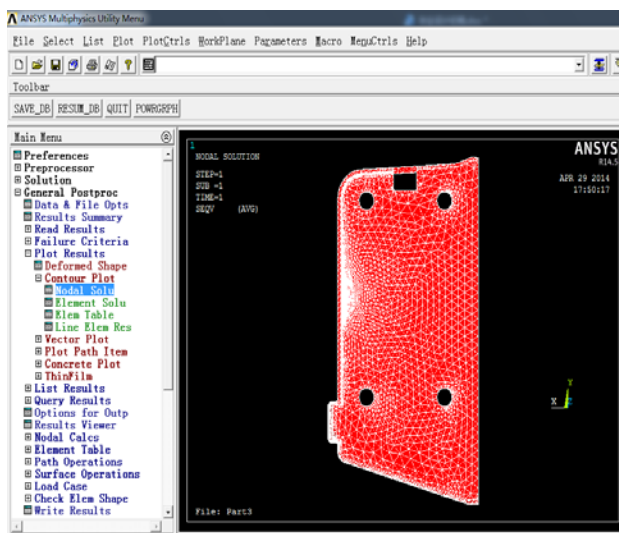 ANSYS Multiphysics Utility Menu
File Select List Plot PlotCtrls WorkPlane Parameters Macro MenuCtrls Help
Toolbar
SAVE_DB RESUM_DB QUIT POWRGRPH
Main Menu
Preferences
Preprocessor
Solution
General Postproc
Data & File Opts
Results Summary
Read Results
Failure Criteria
Plot Results
Deformed Shape
Contour Plot
Nodal Solu
Element Solu
Elem Table
Line Elem Res
Vector Plot
Plot Path Item
Concrete Plot
ThinFilm
List Results
Query Results
Options for Outp
Results Viewer
Nodal Calcs
Element Table
Path Operations
Surface Operations
Load Case
Check Elem Shape
Write Results
1
NODAL SOLUTION
STEP=1
SUB =1
TIME=1
SEQV (AVG)
ANSYS
R14.5
APR 29 2014
17:50:17
Y
X
File: Part3